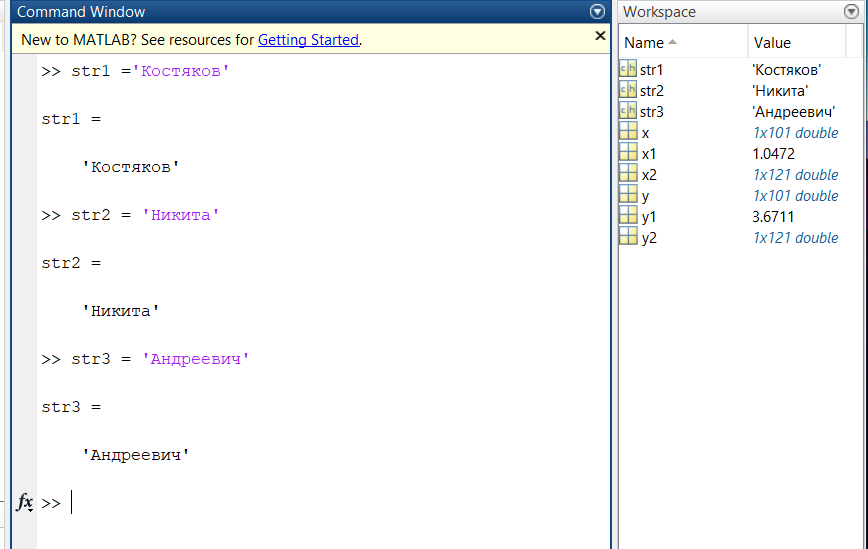 Command Window
New to MATLAB? See resources for Getting Started.
>> str1 ='Костяков'
str1 =
'Костяков'
>> str2 = 'Никита'
str2 =
'Никита'
>> str3 = 'Андреевич'
str3 =
'Андреевич'
fx >>
Workspace
Name Value
str1 'Костяков'
str2 'Никита'
str3 'Андреевич'
x 1x101 double
x1 1.0472
x2 1x121 double
y 1x101 double
y1 3.6711
y2 1x121 double